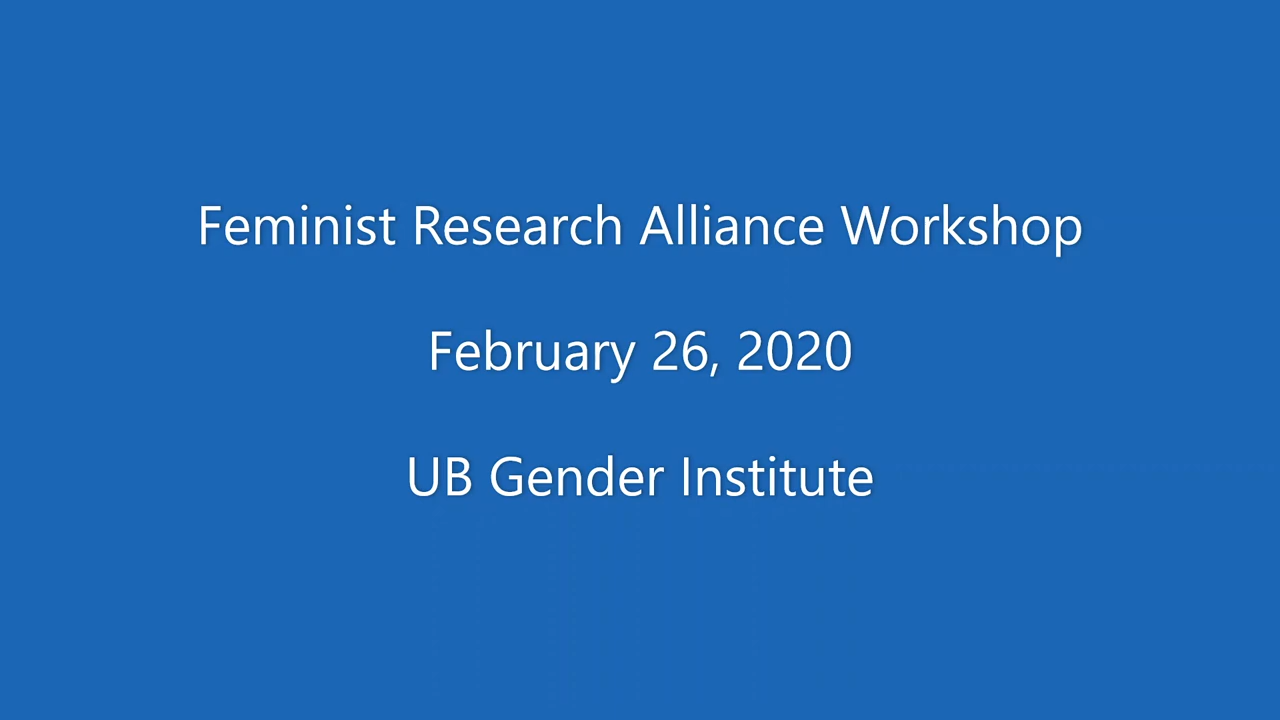 Feminist Research Alliance Workshop
February 26, 2020
UB Gender Institute